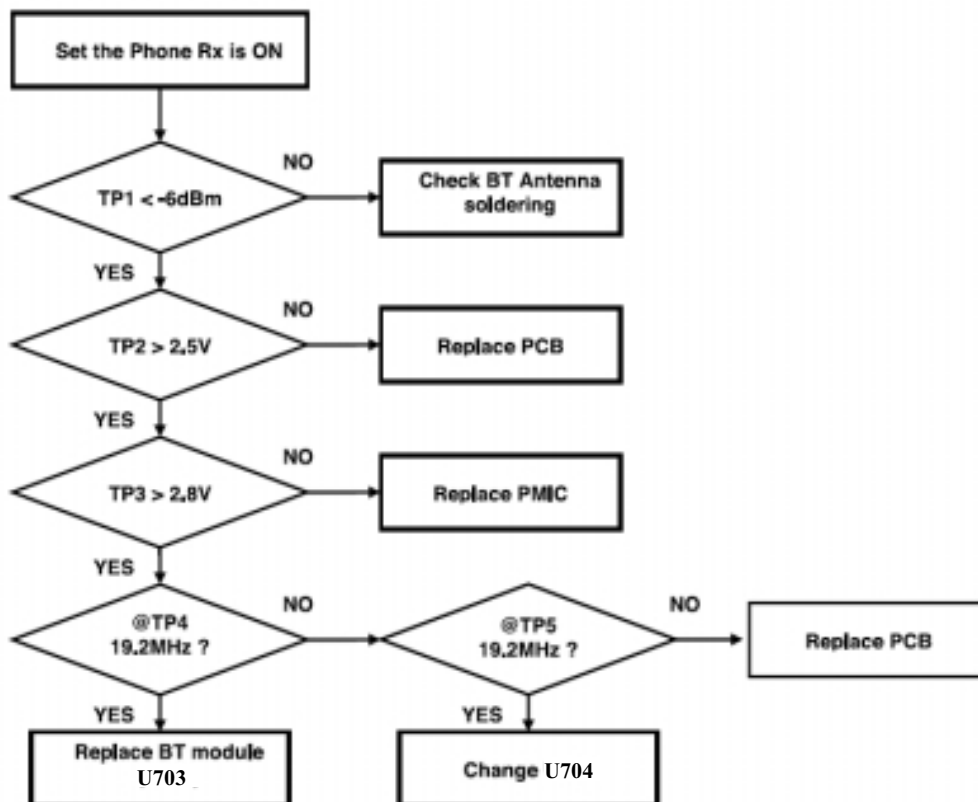 Set the Phone Rx is ON
TP1 < -6dBm
NO
Check BT Antenna
soldering
YES
TP2 > 2.5V
NO
Replace PCB
YES
TP3 > 2.8V
NO
Replace PMIC
YES
@TP4
19.2MHz ?
NO
@TP5
19.2MHz ?
NO
Replace PCB
YES
Replace BT module
U703
YES
Change U704